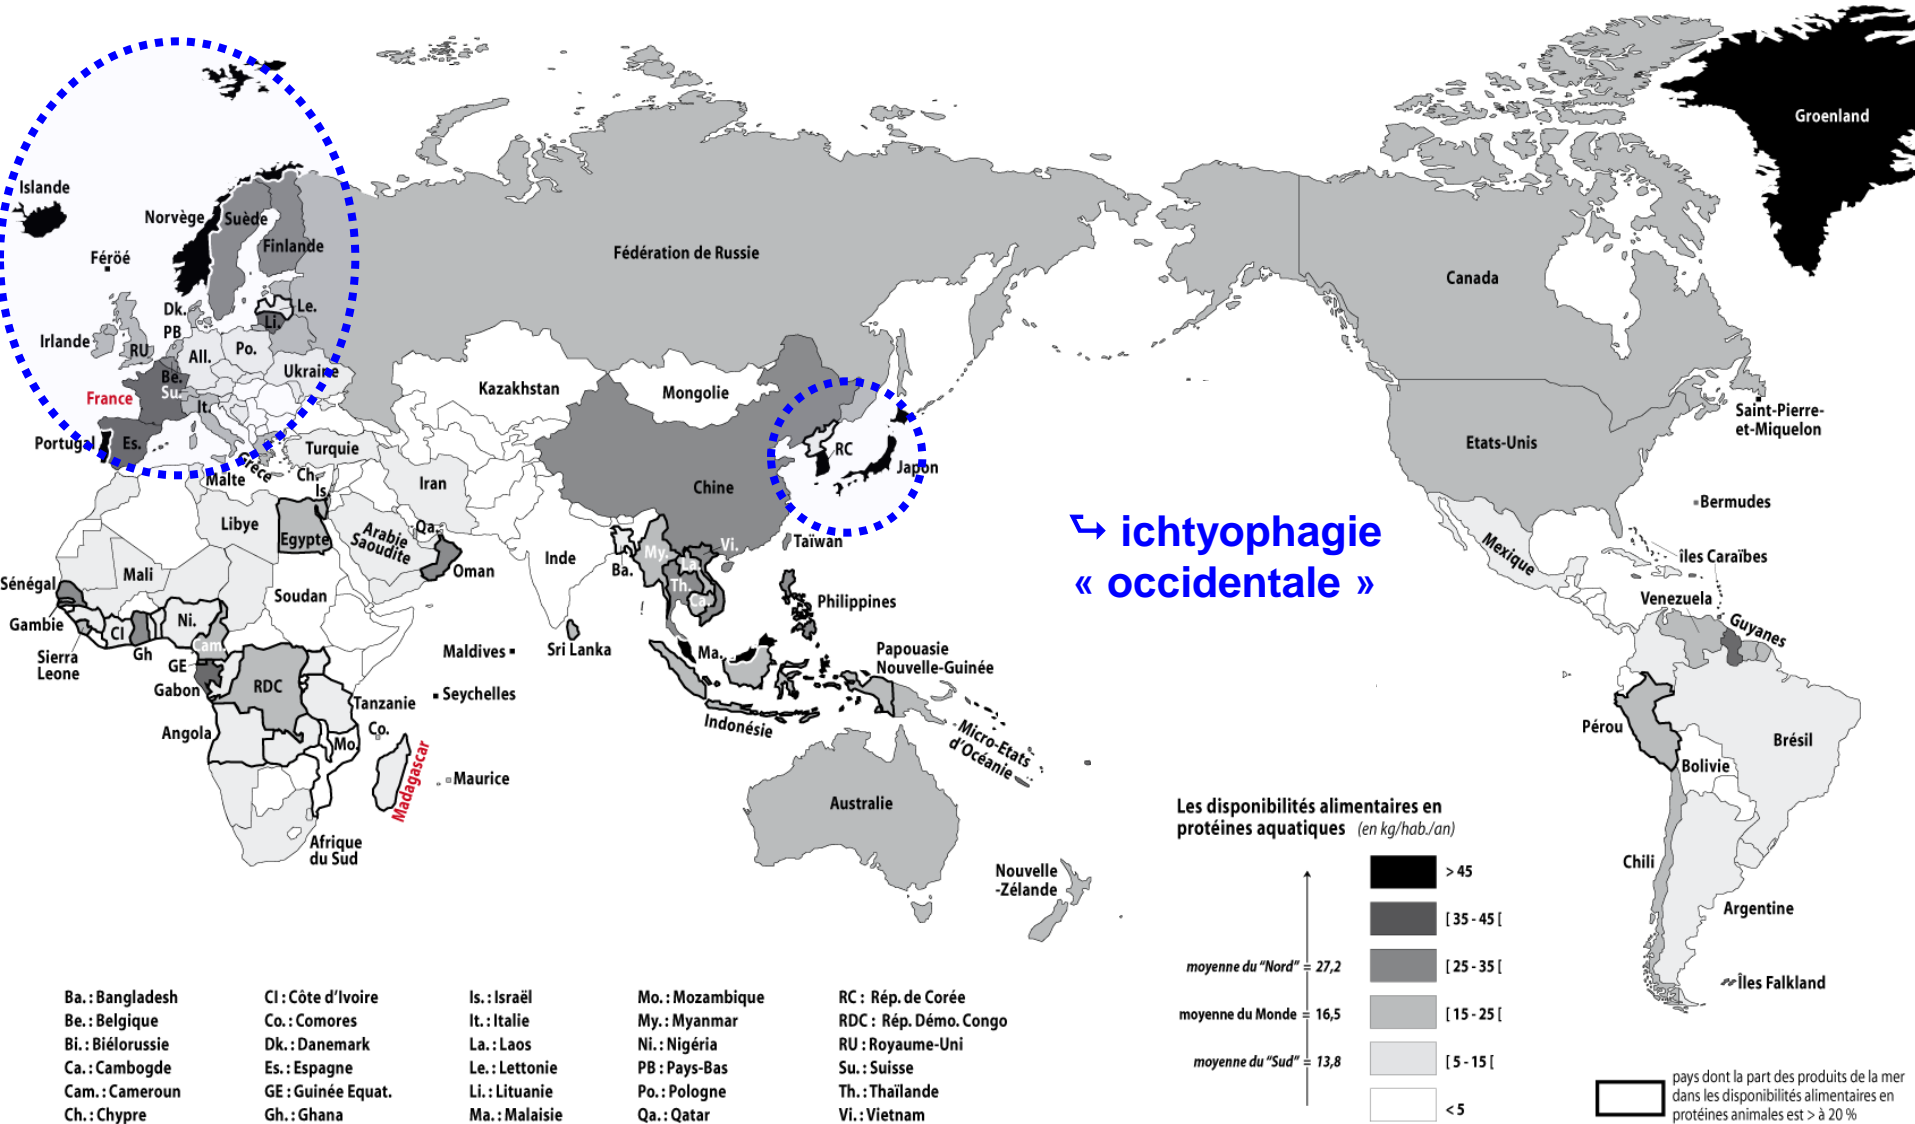 Groenland
Islande
Norvège
Suède
Finlande
Féröé
Fédération de Russie
Canada
Dk.
Le.
PB
Li.
Irlande
RU
All.
Po.
Be.
Ukraine
Su.
France
It.
Kazakhstan
Mongolie
Saint-Pierre-
et-Miquelon
Portugal
Es.
Turquie
RC
Japon
Etats-Unis
Grèce
Malte
Ch.
Is.
Iran
Chine
Bermudes
Libye
Egypte
Arabie
Saoudite
Qa.
Inde
Ba.
My.
Vi.
Taïwan
↪ ichtyophagie
« occidentale »
Mexique
îles Caraïbes
Sénégal
Mali
Oman
La.
Th.
Ca.
Soudan
Philippines
Venezuela
Guyanes
Gambie
CI
Ni.
Cam.
Sierra
Leone
Gh
GE
Gabon
RDC
Maldives
Sri Lanka
Ma.
Papouasie
Nouvelle-Guinée
Seychelles
Tanzanie
Angola
Co.
Mo.
Indonésie
Micro-Etats
d'Océanie
Pérou
Brésil
Bolivie
Madagascar
Maurice
Australie
Afrique
du Sud
Nouvelle
-Zélande
Chili
Argentine
Îles Falkland
Les disponibilités alimentaires en
protéines aquatiques (en kg/hab./an)
> 45
[ 35 - 45 [
moyenne du "Nord" = 27,2
[ 25 - 35 [
moyenne du Monde = 16,5
[ 15 - 25 [
moyenne du "Sud" = 13,8
[ 5 - 15 [
< 5
pays dont la part des produits de la mer
dans les disponibilités alimentaires en
protéines animales est > à 20 %
Ba. : Bangladesh
Be. : Belgique
Bi. : Biélorussie
Ca. : Cambogde
Cam. : Cameroun
Ch. : Chypre
CI : Côte d'Ivoire
Co. : Comores
Dk. : Danemark
Es. : Espagne
GE : Guinée Equat.
Gh. : Ghana
Is. : Israël
It. : Italie
La. : Laos
Le. : Lettonie
Li. : Lituanie
Ma. : Malaisie
Mo. : Mozambique
My. : Myanmar
Ni. : Nigéria
PB : Pays-Bas
Po. : Pologne
Qa. : Qatar
RC : Rép. de Corée
RDC : Rép. Démo. Congo
RU : Royaume-Uni
Su. : Suisse
Th. : Thaïlande
Vi. : Vietnam